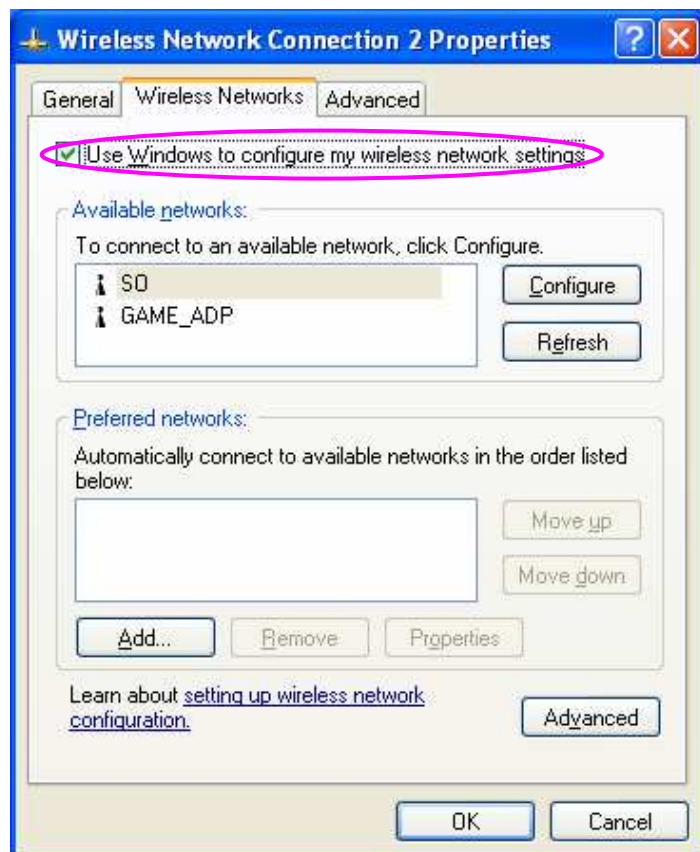 Wireless Network Connection 2 Properties
General Wireless Networks Advanced
Use Windows to configure my wireless network settings
Available networks:
To connect to an available network, click Configure.
SO
GAME_ADP
Configure
Refresh
Preferred networks:
Automatically connect to available networks in the order listed
below:
Move up
Move down
Add... Remove Properties
Learn about setting up wireless network
configuration.
Advanced
OK Cancel